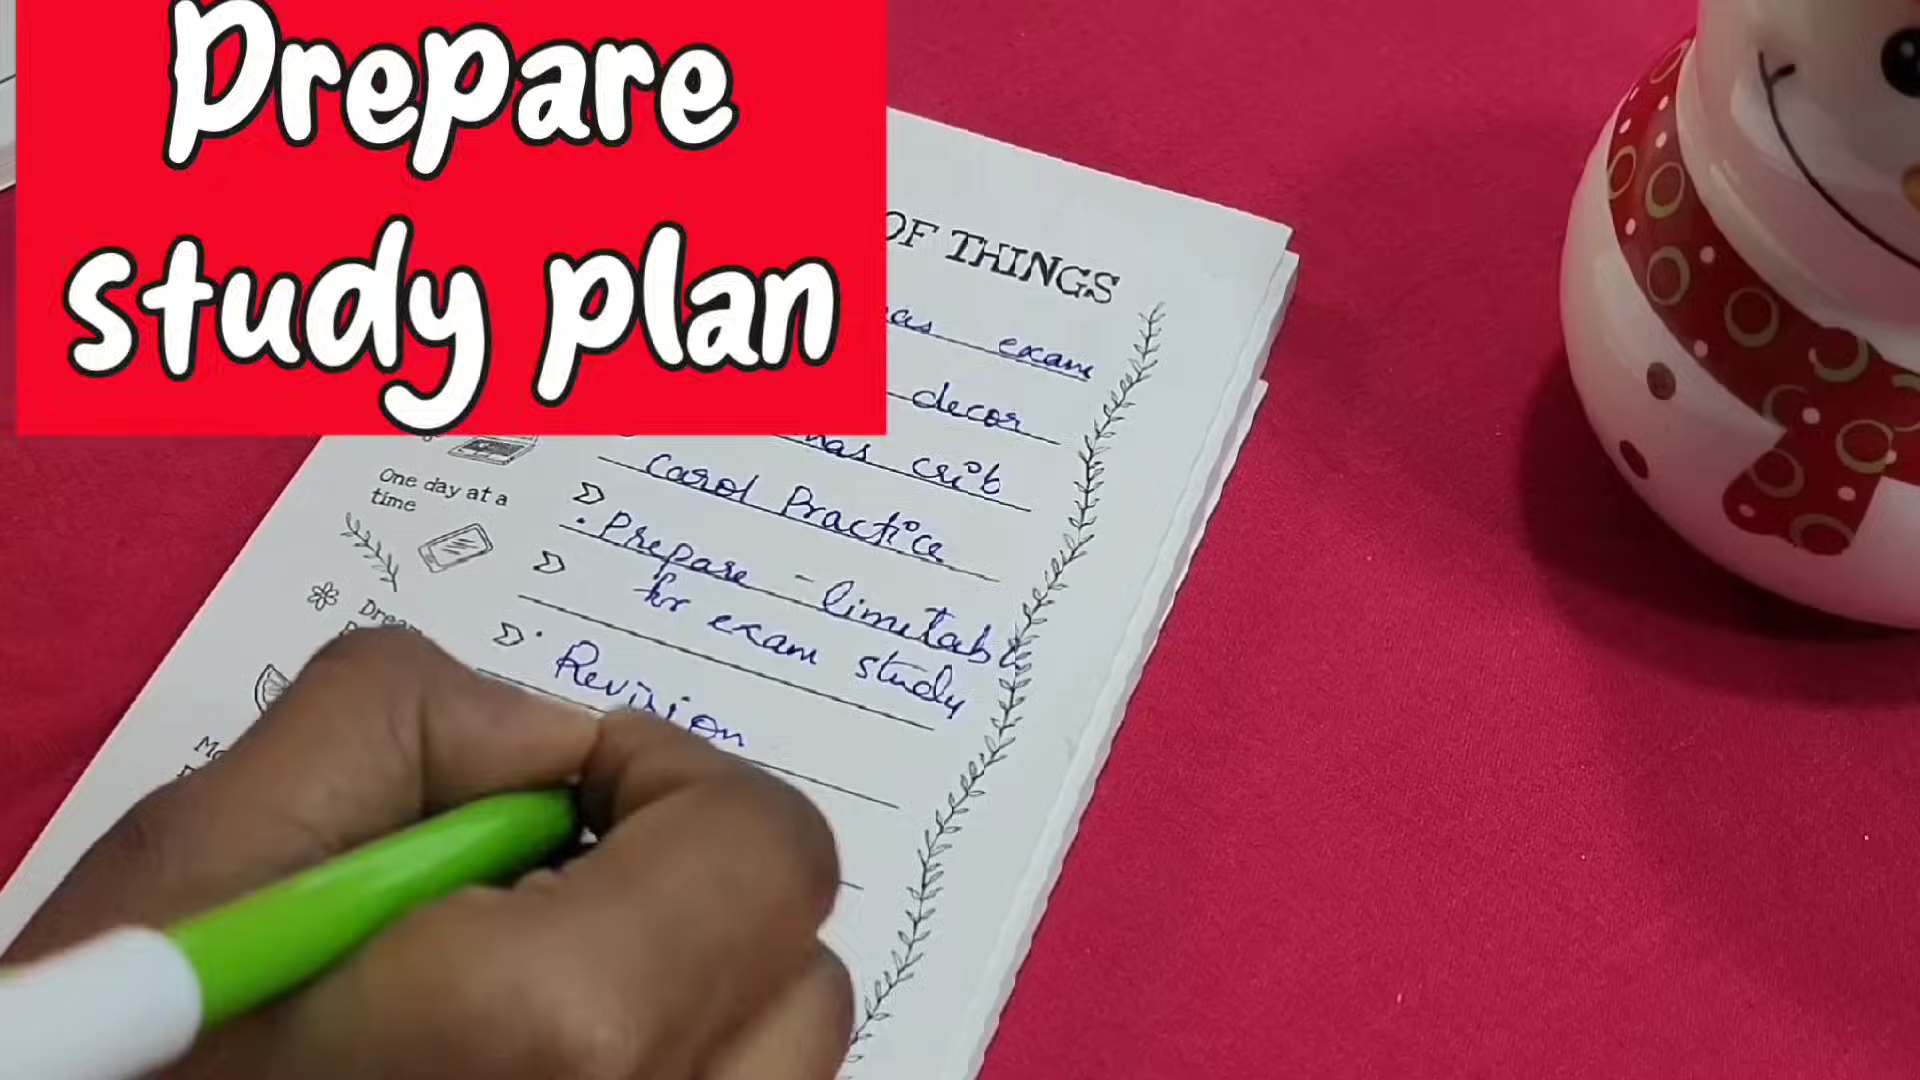 Prepare
study plan
OF THINGS
exam
decor
crib
carol Practice
One day at a
time
Prepare - timetable
for exam study
Revision